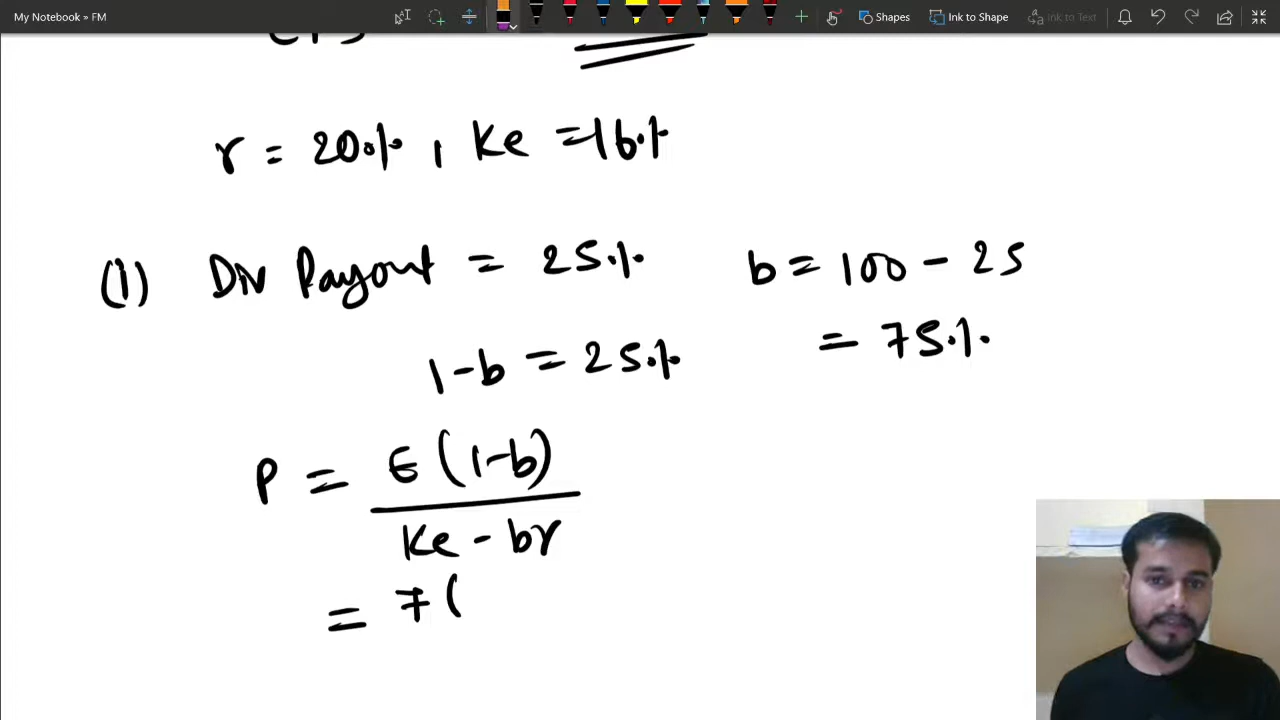 My Notebook » FM
Shapes
Ink to Shape
Ink to Text
EPS
r = 20%, Ke = 16%
(1) Div Payout = 25% b = 100 - 25
1-b = 25% = 75%
P = E (1-b)
Ke - br
= 7 (